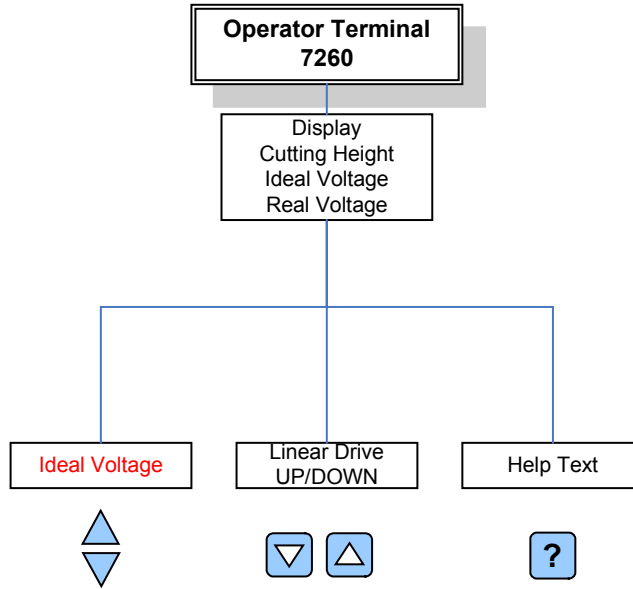 Operator Terminal
7260
Display
Cutting Height
Ideal Voltage
Real Voltage
Ideal Voltage
Linear Drive
UP/DOWN
Help Text
?